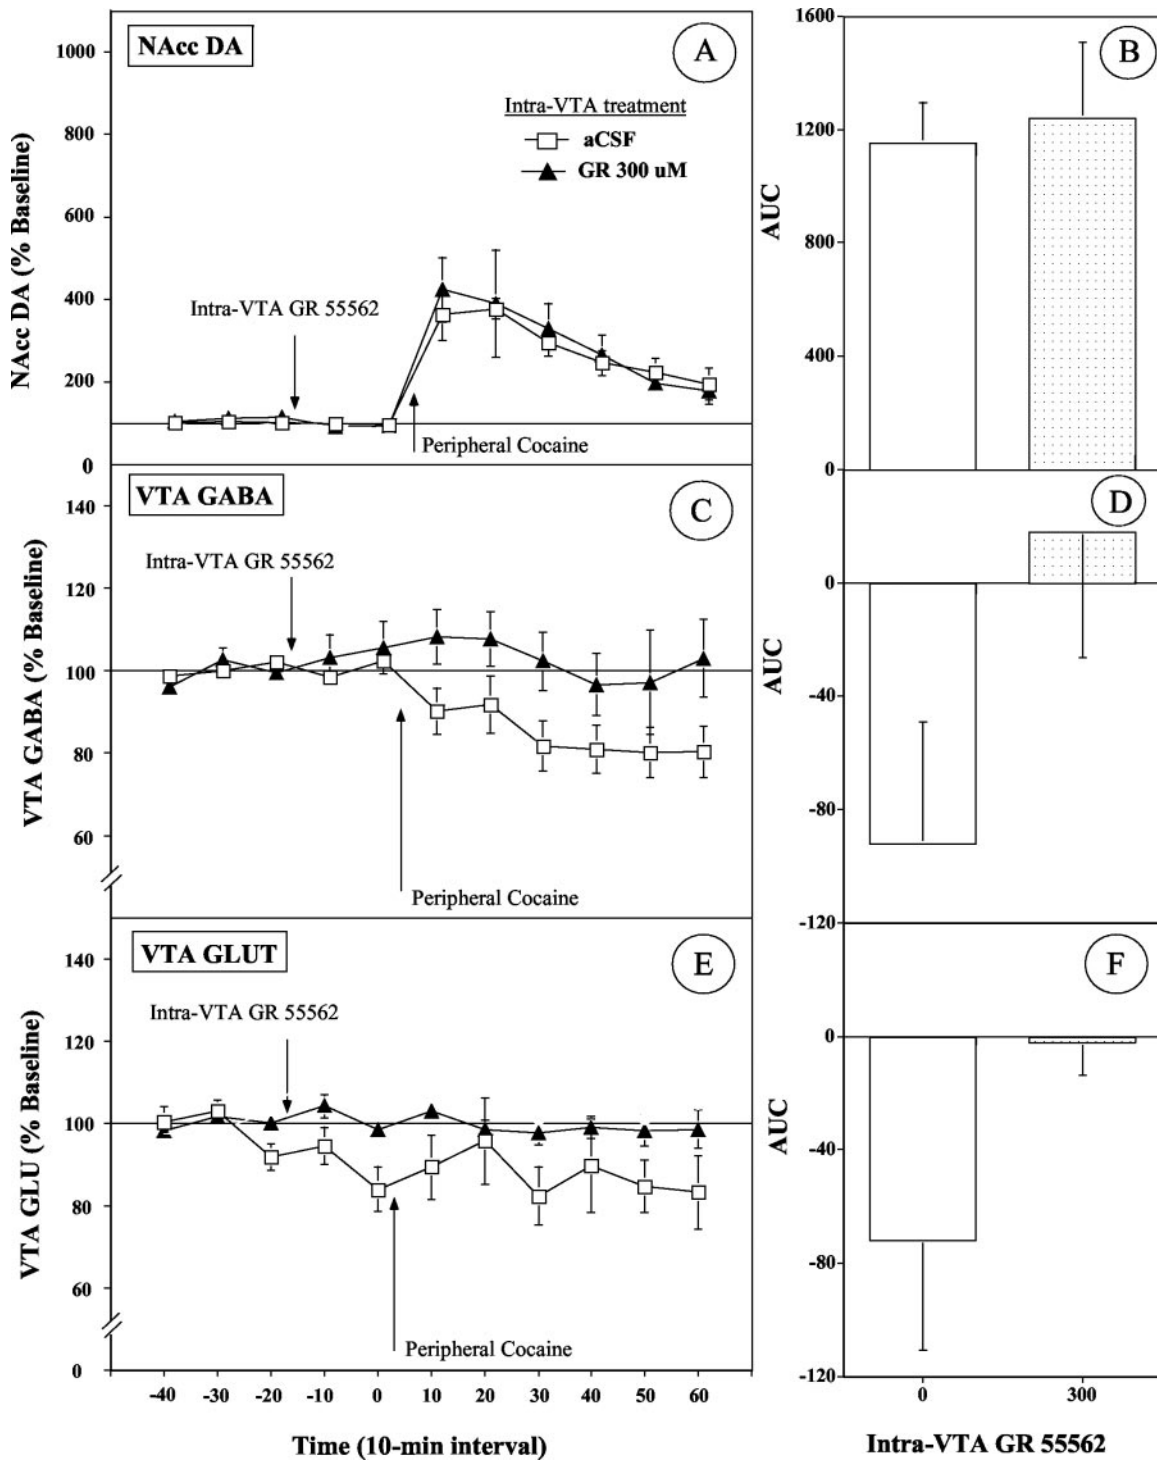 NAcc DA
A
Intra-VTA treatment
aCSF
GR 300 uM
NAcc DA (% Baseline)
1000
800
600
400
200
0
Intra-VTA GR 55562
Peripheral Cocaine
B
AUC
1600
1200
800
400
0
VTA GABA
C
VTA GABA (% Baseline)
140
120
100
80
60
Intra-VTA GR 55562
Peripheral Cocaine
D
AUC
0
-40
-80
-120
VTA GLUT
E
VTA GLU (% Baseline)
140
120
100
80
60
0
Intra-VTA GR 55562
Peripheral Cocaine
-40 -30 -20 -10 0 10 20 30 40 50 60
Time (10-min interval)
F
AUC
0
-40
-80
-120
0 300
Intra-VTA GR 55562